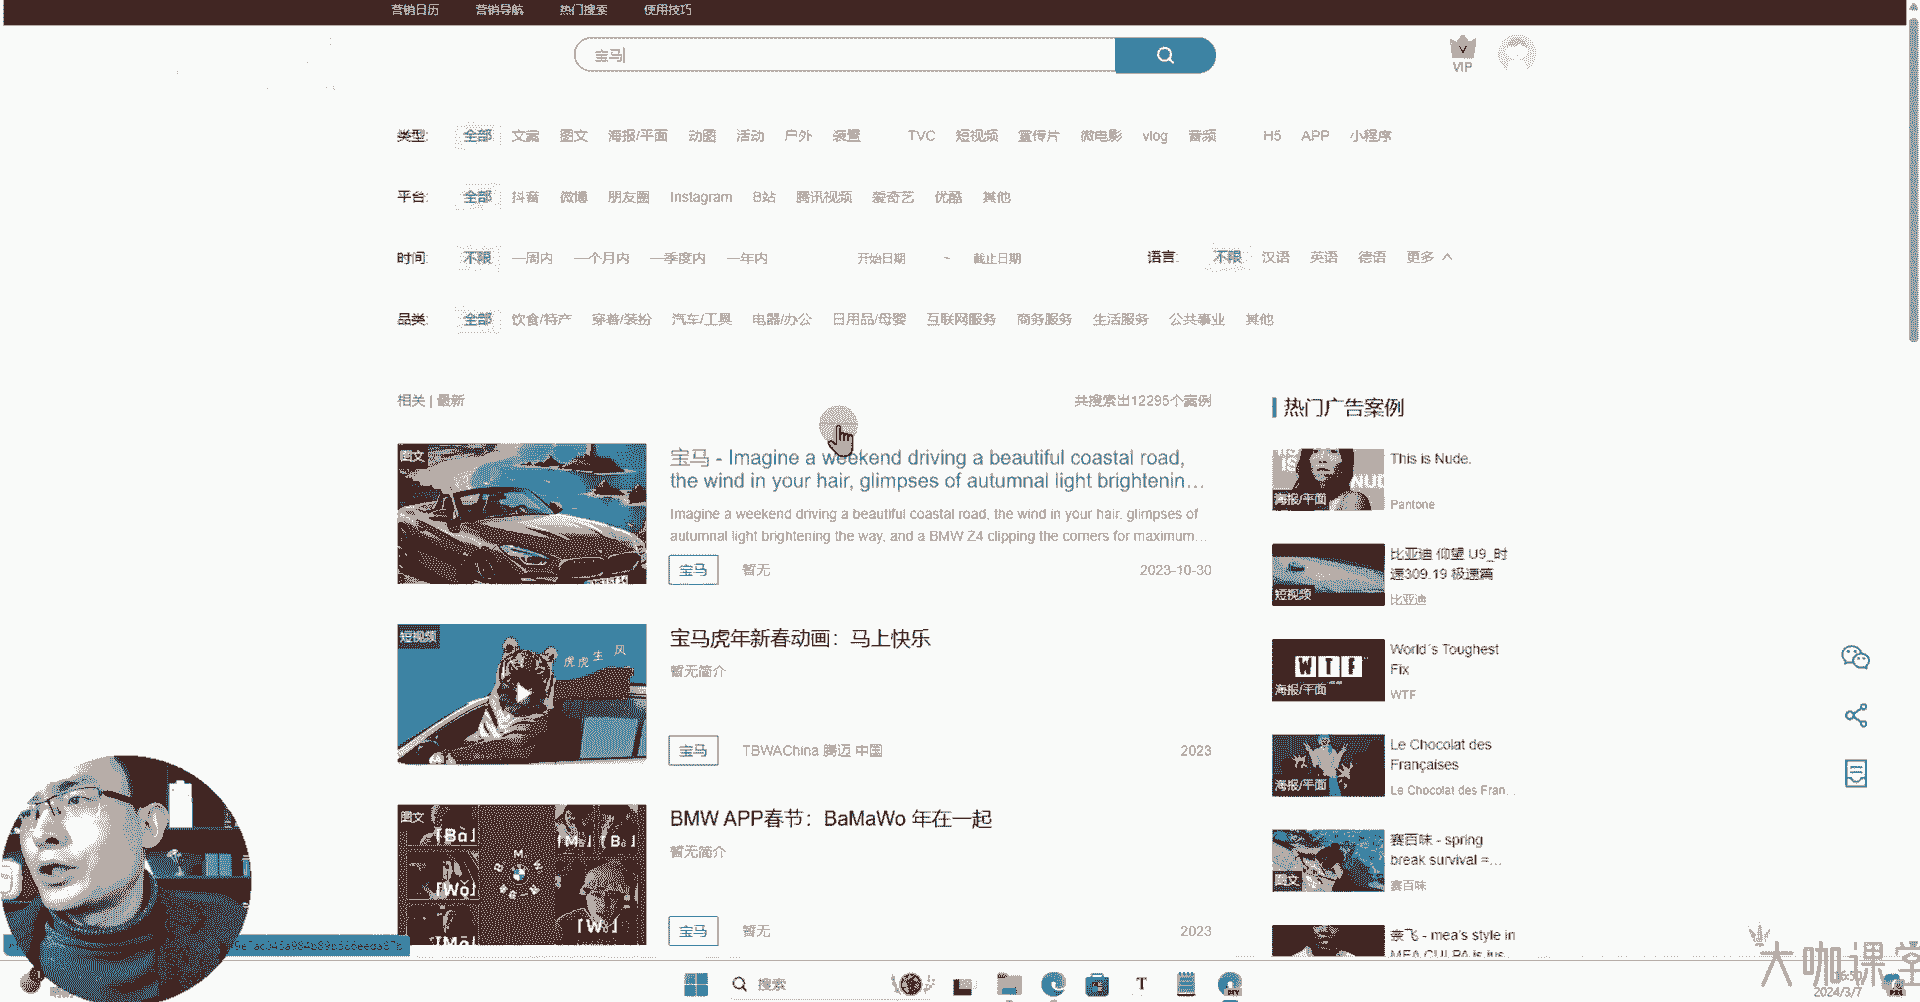 营销日历 营销导航 热门搜索 使用技巧
宝马
VIP
类型: 全部 文案 图文 海报/平面 动图 活动 户外 装置 TVC 短视频 宣传片 微电影 vlog 音频 H5 APP 小程序
平台: 全部 抖音 微博 朋友圈 Instagram B站 腾讯视频 爱奇艺 优酷 其他
时间: 不限 一周内 一个月内 一季度内 一年内 开始日期 ~ 截止日期 语言: 不限 汉语 英语 德语 更多
品类: 全部 饮食/特产 穿着/装扮 汽车/工具 电器/办公 日用品/母婴 互联网服务 商务服务 生活服务 公共事业 其他
相关 | 最新 共搜索出12295个案例
图文
宝马 - Imagine a weekend driving a beautiful coastal road,
the wind in your hair, glimpses of autumnal light brightenin...
Imagine a weekend driving a beautiful coastal road, the wind in your hair, glimpses of
autumnal light brightening the way, and a BMW Z4 clipping the corners for maximum...
宝马 暂无 2023-10-30
短视频
虎虎生风
宝马虎年新春动画：马上快乐
暂无简介
宝马 TBWAChina 腾迈 中国 2023
图文
「Bà」
「Mǎ」「Bà」
「Wǒ」
BMW
BMW APP春节：BaMaWo 年在一起
暂无简介
宝马 暂无 2023
热门广告案例
海报/平面
This is Nude.
Pantone
短视频
比亚迪 仰望 U9_时
速309.19 极速篇
比亚迪
WTF
海报/平面
World´s Toughest
Fix
WTF
海报/平面
Le Chocolat des
Françaises
Le Chocolat des Fran...
图文
赛百味 - spring
break survival =...
赛百味
亲飞 - mea's style in
MEA CULPA is jus...
搜索
T
大咖课堂
16:50
2024/3/7